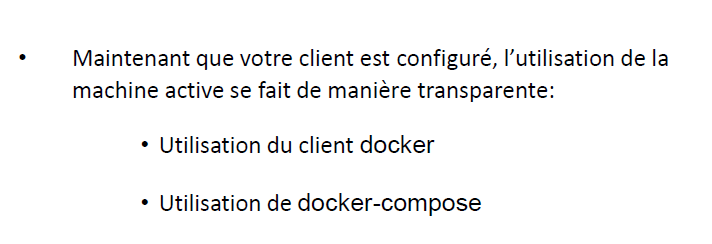 • Maintenant que votre client est configuré, l’utilisation de la
machine active se fait de manière transparente:
• Utilisation du client docker
• Utilisation de docker-compose